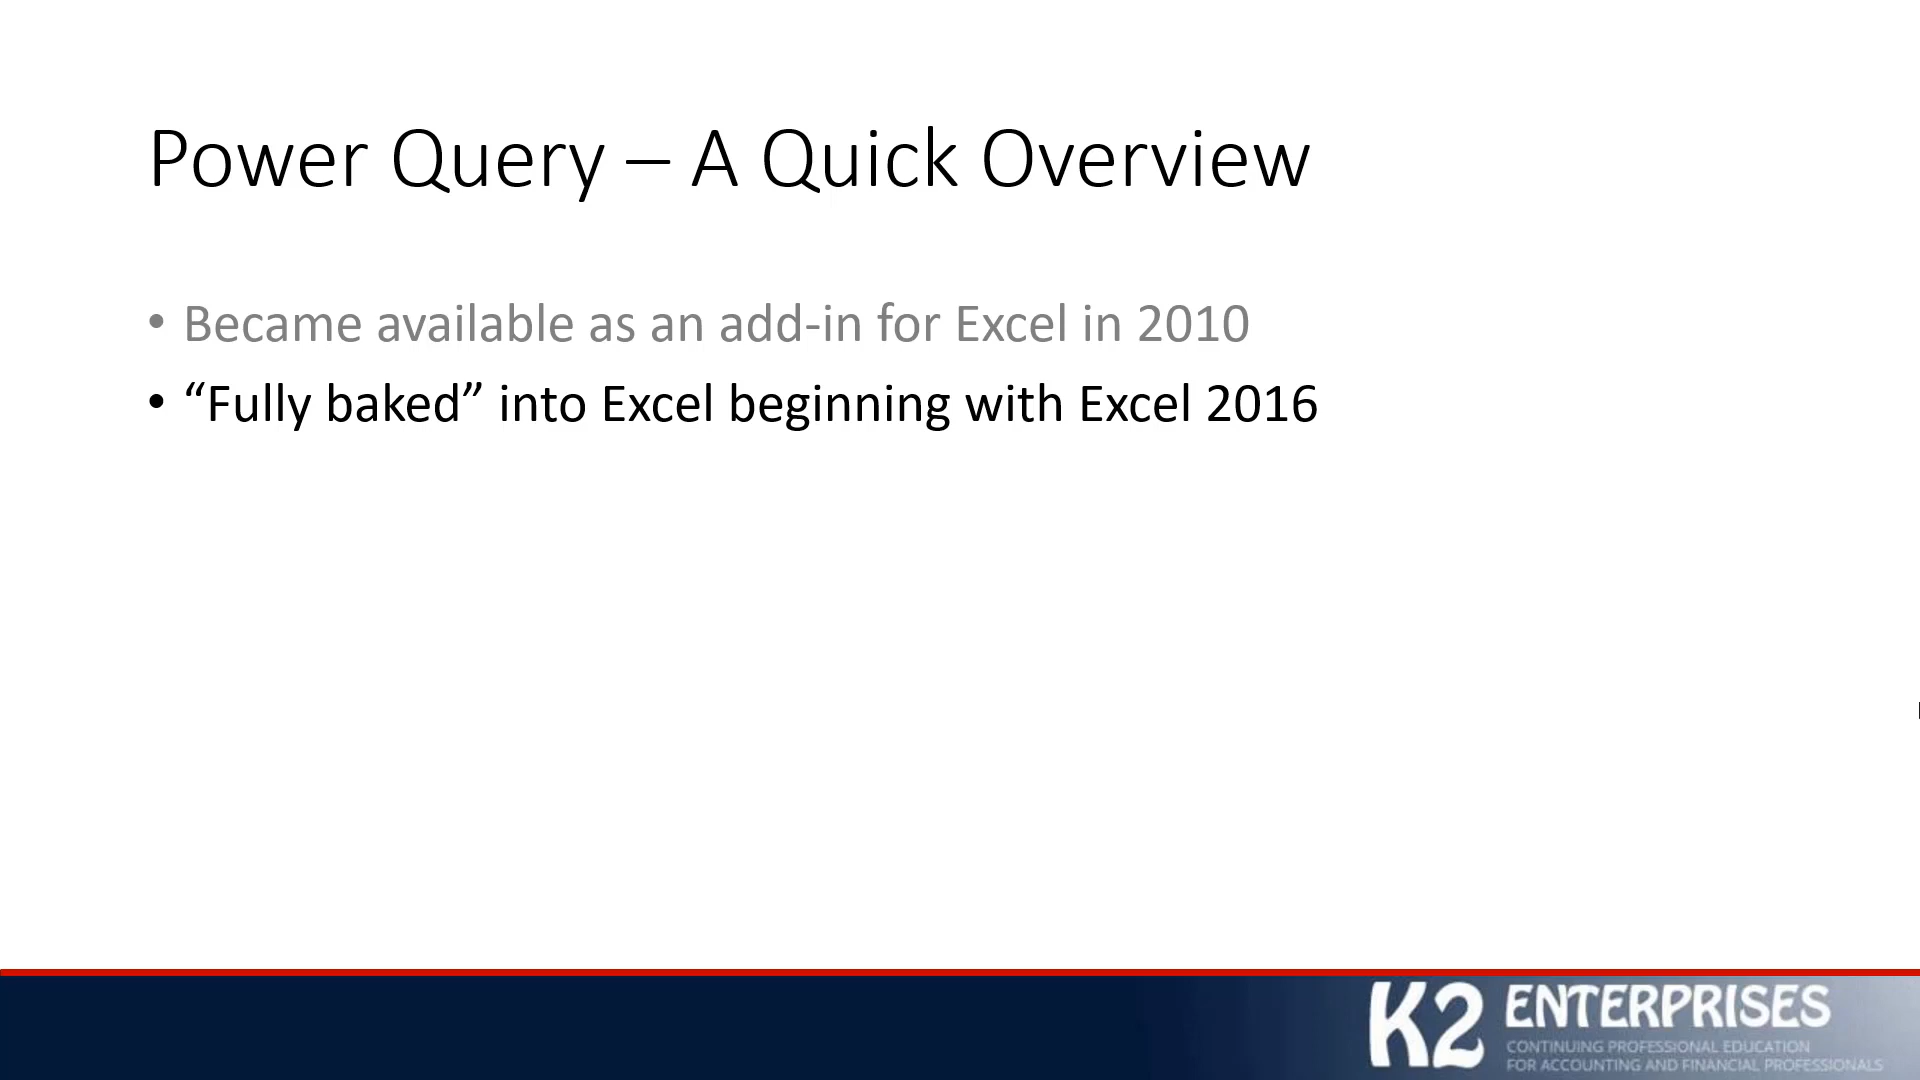 Power Query – A Quick Overview
• Became available as an add-in for Excel in 2010
• “Fully baked” into Excel beginning with Excel 2016
K2 ENTERPRISES
CONTINUING PROFESSIONAL EDUCATION
FOR ACCOUNTING AND FINANCIAL PROFESSIONALS